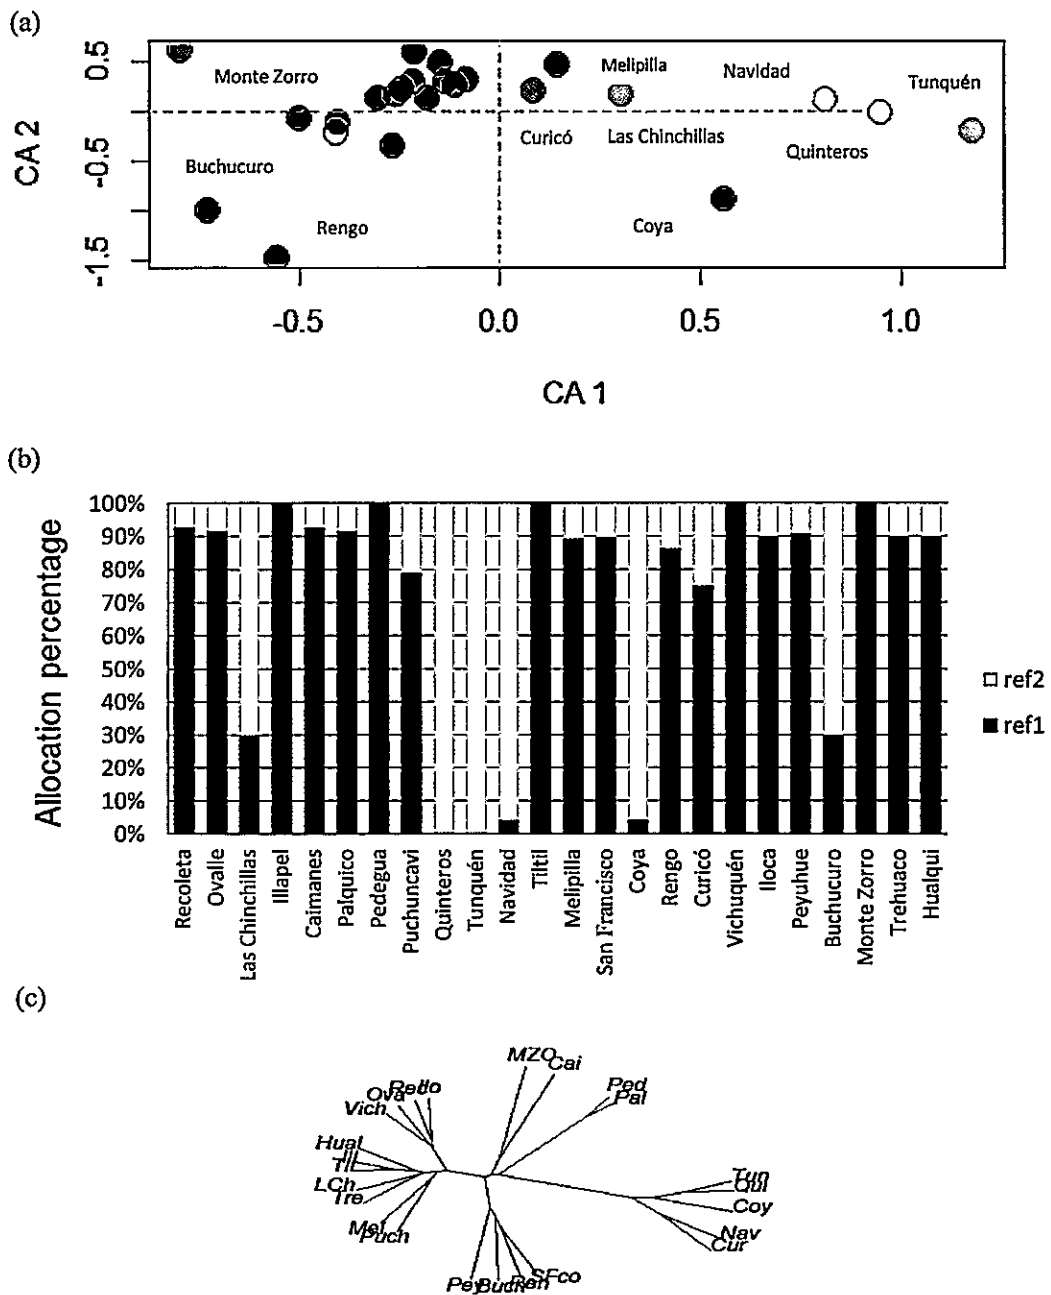 (a)
CA 2
0.5
-0.5
-1.5
Monte Zorro
Melipilla
Navidad
Tunquén
Curicó
Las Chinchillas
Quinteros
Buchucuro
Rengo
Coya
-0.5
0.0
0.5
1.0
CA 1
(b)
Allocation percentage
100%
90%
80%
70%
60%
50%
40%
30%
20%
10%
0%
ref2
ref1
Recoleta
Ovalle
Las Chinchillas
Illapel
Caimanes
Palquico
Pedegua
Puchuncavi
Quinteros
Tunquén
Navidad
Tiltil
Melipilla
San Francisco
Coya
Rengo
Curicó
Vichuquén
Iloca
Peyuhue
Buchucuro
Monte Zorro
Trehuaco
Hualqui
(c)
MZO
Cai
Ped
Pal
Ova
Vich
Hual
LCh
Tre
Mel
Puch
Tun
Qui
Coy
Nav
Cur
Pey
Buch
Ren
SFco